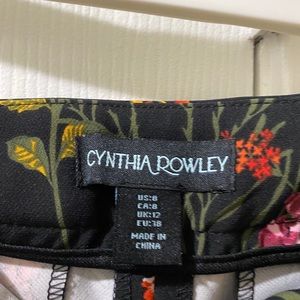 CYNTHIA ROWLEY
US:8
CA:8
UK:12
EU:38
MADE IN
CHINA